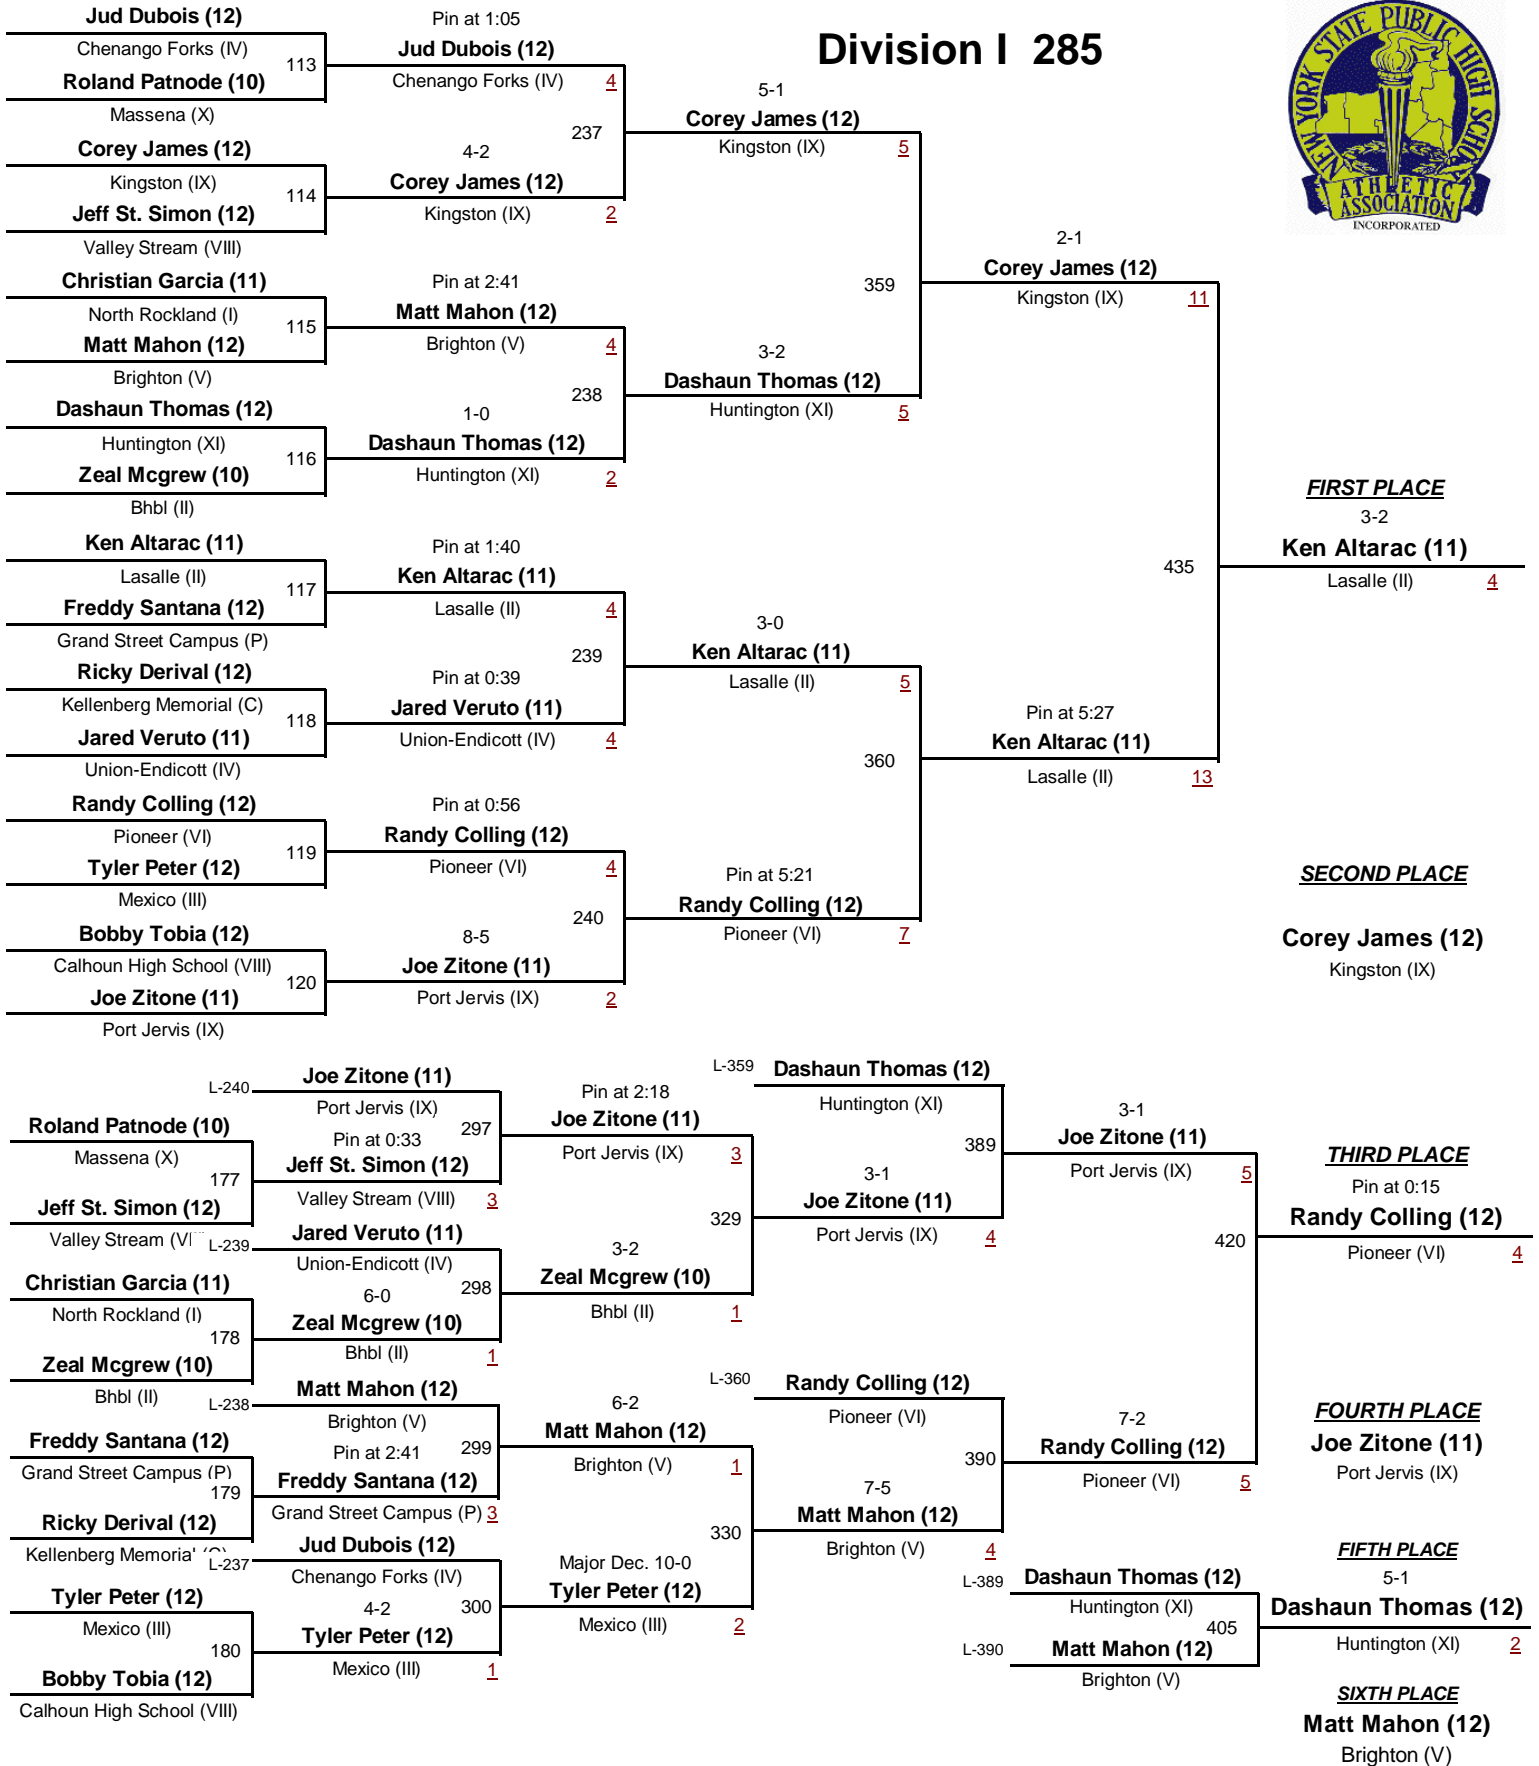 Division I 285
NEW YORK STATE PUBLIC HIGH SCHOOL
ATHLETIC
ASSOCIATION
INCORPORATED
Jud Dubois (12)
Chenango Forks (IV)
113
Roland Patnode (10)
Massena (X)
Corey James (12)
Kingston (IX)
114
Jeff St. Simon (12)
Valley Stream (VIII)
Christian Garcia (11)
North Rockland (I)
115
Matt Mahon (12)
Brighton (V)
Dashaun Thomas (12)
Huntington (XI)
116
Zeal Mcgrew (10)
Bhbl (II)
Ken Altarac (11)
Lasalle (II)
117
Freddy Santana (12)
Grand Street Campus (P)
Ricky Derival (12)
Kellenberg Memorial (C)
118
Jared Veruto (11)
Union-Endicott (IV)
Randy Colling (12)
Pioneer (VI)
119
Tyler Peter (12)
Mexico (III)
Bobby Tobia (12)
Calhoun High School (VIII)
120
Joe Zitone (11)
Port Jervis (IX)
Pin at 1:05
Jud Dubois (12)
Chenango Forks (IV) 4
237
4-2
Corey James (12)
Kingston (IX) 2
Pin at 2:41
Matt Mahon (12)
Brighton (V) 4
238
1-0
Dashaun Thomas (12)
Huntington (XI) 2
Pin at 1:40
Ken Altarac (11)
Lasalle (II) 4
239
Pin at 0:39
Jared Veruto (11)
Union-Endicott (IV) 4
Pin at 0:56
Randy Colling (12)
Pioneer (VI) 4
240
8-5
Joe Zitone (11)
Port Jervis (IX) 2
5-1
Corey James (12)
Kingston (IX) 5
359
3-2
Dashaun Thomas (12)
Huntington (XI) 5
3-0
Ken Altarac (11)
Lasalle (II) 5
360
Pin at 5:21
Randy Colling (12)
Pioneer (VI) 7
2-1
Corey James (12)
Kingston (IX) 11
435
Pin at 5:27
Ken Altarac (11)
Lasalle (II) 13
FIRST PLACE
3-2
Ken Altarac (11)
Lasalle (II) 4
SECOND PLACE
Corey James (12)
Kingston (IX)
Roland Patnode (10)
Massena (X)
177
Jeff St. Simon (12)
Valley Stream
Christian Garcia (11)
North Rockland (I)
178
Zeal Mcgrew (10)
Bhbl (II)
Freddy Santana (12)
Grand Street Campus (P)
179
Ricky Derival (12)
Kellenberg Memorial
Tyler Peter (12)
Mexico (III)
180
Bobby Tobia (12)
Calhoun High School (VIII)
L-240
Joe Zitone (11)
Port Jervis (IX)
297
Pin at 0:33
Jeff St. Simon (12)
Valley Stream (VIII) 3
L-239
Jared Veruto (11)
Union-Endicott (IV)
298
6-0
Zeal Mcgrew (10)
Bhbl (II) 1
L-238
Matt Mahon (12)
Brighton (V)
299
Pin at 2:41
Freddy Santana (12)
Grand Street Campus (P) 3
L-237
Jud Dubois (12)
Chenango Forks (IV)
300
4-2
Tyler Peter (12)
Mexico (III) 1
Pin at 2:18
Joe Zitone (11)
Port Jervis (IX) 3
329
3-2
Zeal Mcgrew (10)
Bhbl (II) 1
6-2
Matt Mahon (12)
Brighton (V) 1
330
Major Dec. 10-0
Tyler Peter (12)
Mexico (III) 2
L-359
Dashaun Thomas (12)
Huntington (XI)
389
3-1
Joe Zitone (11)
Port Jervis (IX) 4
L-360
Randy Colling (12)
Pioneer (VI)
390
7-5
Matt Mahon (12)
Brighton (V) 4
3-1
Joe Zitone (11)
Port Jervis (IX) 5
420
7-2
Randy Colling (12)
Pioneer (VI) 5
THIRD PLACE
Pin at 0:15
Randy Colling (12)
Pioneer (VI) 4
FOURTH PLACE
Joe Zitone (11)
Port Jervis (IX)
L-389
Dashaun Thomas (12)
Huntington (XI)
405
L-390
Matt Mahon (12)
Brighton (V)
FIFTH PLACE
5-1
Dashaun Thomas (12)
Huntington (XI) 2
SIXTH PLACE
Matt Mahon (12)
Brighton (V)